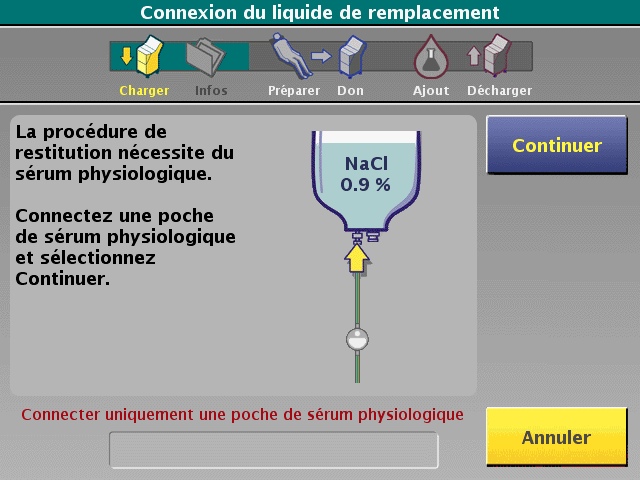 Connexion du liquide de remplacement
Charger
Infos
Préparer
Don
Ajout
Décharger
La procédure de
restitution nécessite du
sérum physiologique.
Connectez une poche
de sérum physiologique
et sélectionnez
Continuer.
NaCl
0.9 %
Continuer
Connecter uniquement une poche de sérum physiologique
Annuler